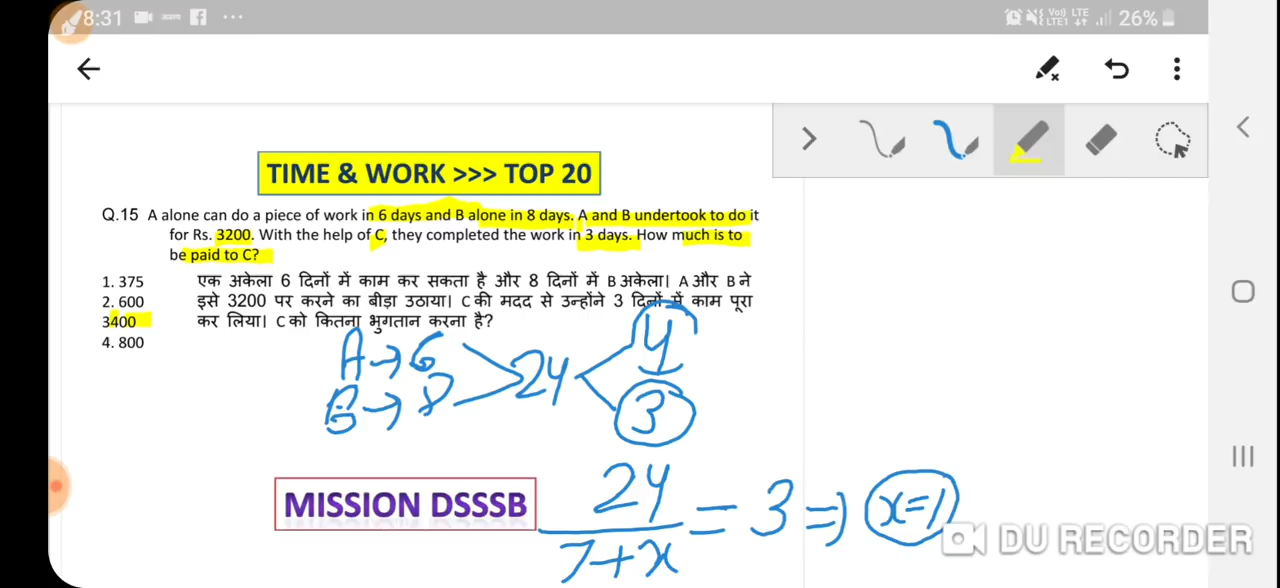 8:31 26%
Vo)) LTE
LTE1
TIME & WORK >>> TOP 20
Q.15 A alone can do a piece of work in 6 days and B alone in 8 days. A and B undertook to do it
for Rs. 3200. With the help of C, they completed the work in 3 days. How much is to
be paid to C?
1. 375
2. 600
3400
4. 800
एक अकेला 6 दिनों में काम कर सकता है और 8 दिनों में B अकेला। A और B ने
इसे 3200 पर करने का बीड़ा उठाया। C की मदद से उन्होंने 3 दिनों में काम पूरा
कर लिया। C को कितना भुगतान करना है?
A → 6
B → 8
24
4
3
MISSION DSSSB
24
7+x
= 3 ⇒ x=1
DU RECORDER